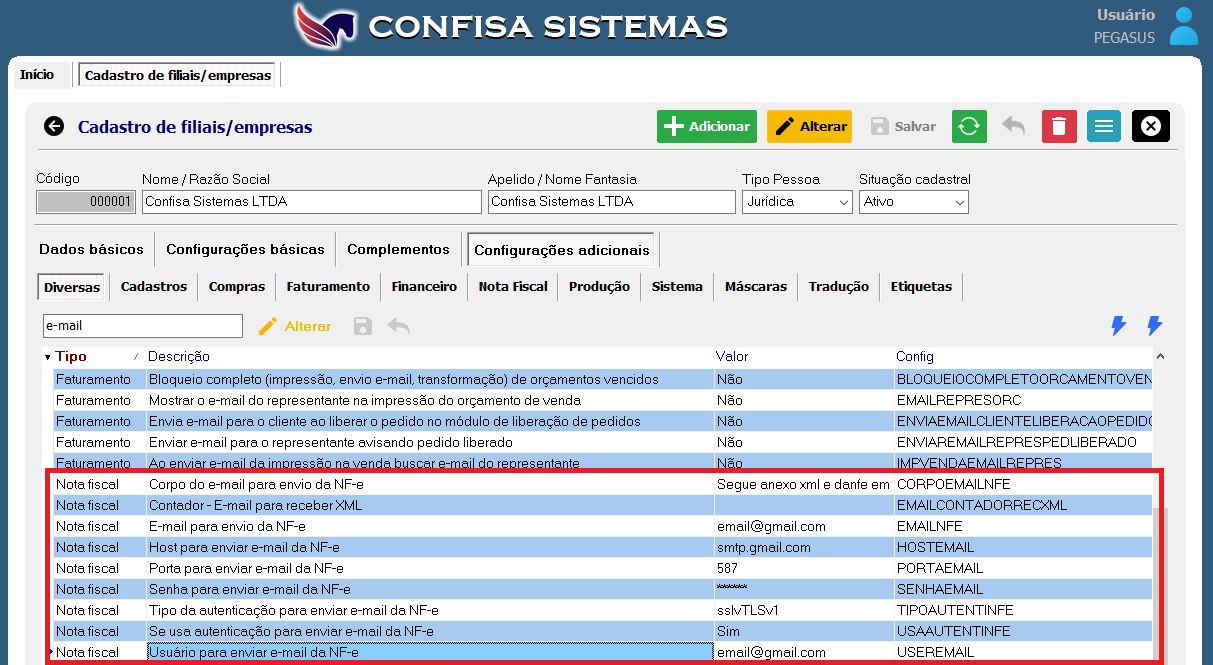 CONFISA SISTEMAS
Usuário
PEGASUS
Início Cadastro de filiais/empresas
Cadastro de filiais/empresas Adicionar Alterar Salvar
Código Nome / Razão Social Apelido / Nome Fantasia Tipo Pessoa Situação cadastral
000001 Confisa Sistemas LTDA Confisa Sistemas LTDA Jurídica Ativo
Dados básicos Configurações básicas Complementos Configurações adicionais
Diversas Cadastros Compras Faturamento Financeiro Nota Fiscal Produção Sistema Máscaras Tradução Etiquetas
e-mail Alterar
Tipo Descrição Valor Config
Faturamento Bloqueio completo (impressão, envio e-mail, transformação) de orçamentos vencidos Não BLOQUEIOCOMPLETOORCAMENTOVEN
Faturamento Mostrar o e-mail do representante na impressão do orçamento de venda Não EMAILREPRESORC
Faturamento Envia e-mail para o cliente ao liberar o pedido no módulo de liberação de pedidos Não ENVIAEMAILCLIENTELIBERACAOPEDIDO
Faturamento Enviar e-mail para o representante avisando pedido liberado Não ENVIAREMAILREPRESPEDLIBERADO
Faturamento Ao enviar e-mail da impressão na venda buscar e-mail do representante Não IMPVENDAEMAILREPRES
Nota fiscal Corpo do e-mail para envio da NF-e Segue anexo xml e danfe em CORPOEMAILNFE
Nota fiscal Contador - E-mail para receber XML EMAILCONTADORRECXML
Nota fiscal E-mail para envio da NF-e email@gmail.com EMAILNFE
Nota fiscal Host para enviar e-mail da NF-e smtp.gmail.com HOSTEMAIL
Nota fiscal Porta para enviar e-mail da NF-e 587 PORTAEMAIL
Nota fiscal Senha para enviar e-mail da NF-e ******* SENHAEMAIL
Nota fiscal Tipo da autenticação para enviar e-mail da NF-e sslvTLSv1 TIPOAUTENTINFE
Nota fiscal Se usa autenticação para enviar e-mail da NF-e Sim USAAUTENTINFE
Nota fiscal Usuário para enviar e-mail da NF-e email@gmail.com USEREMAIL